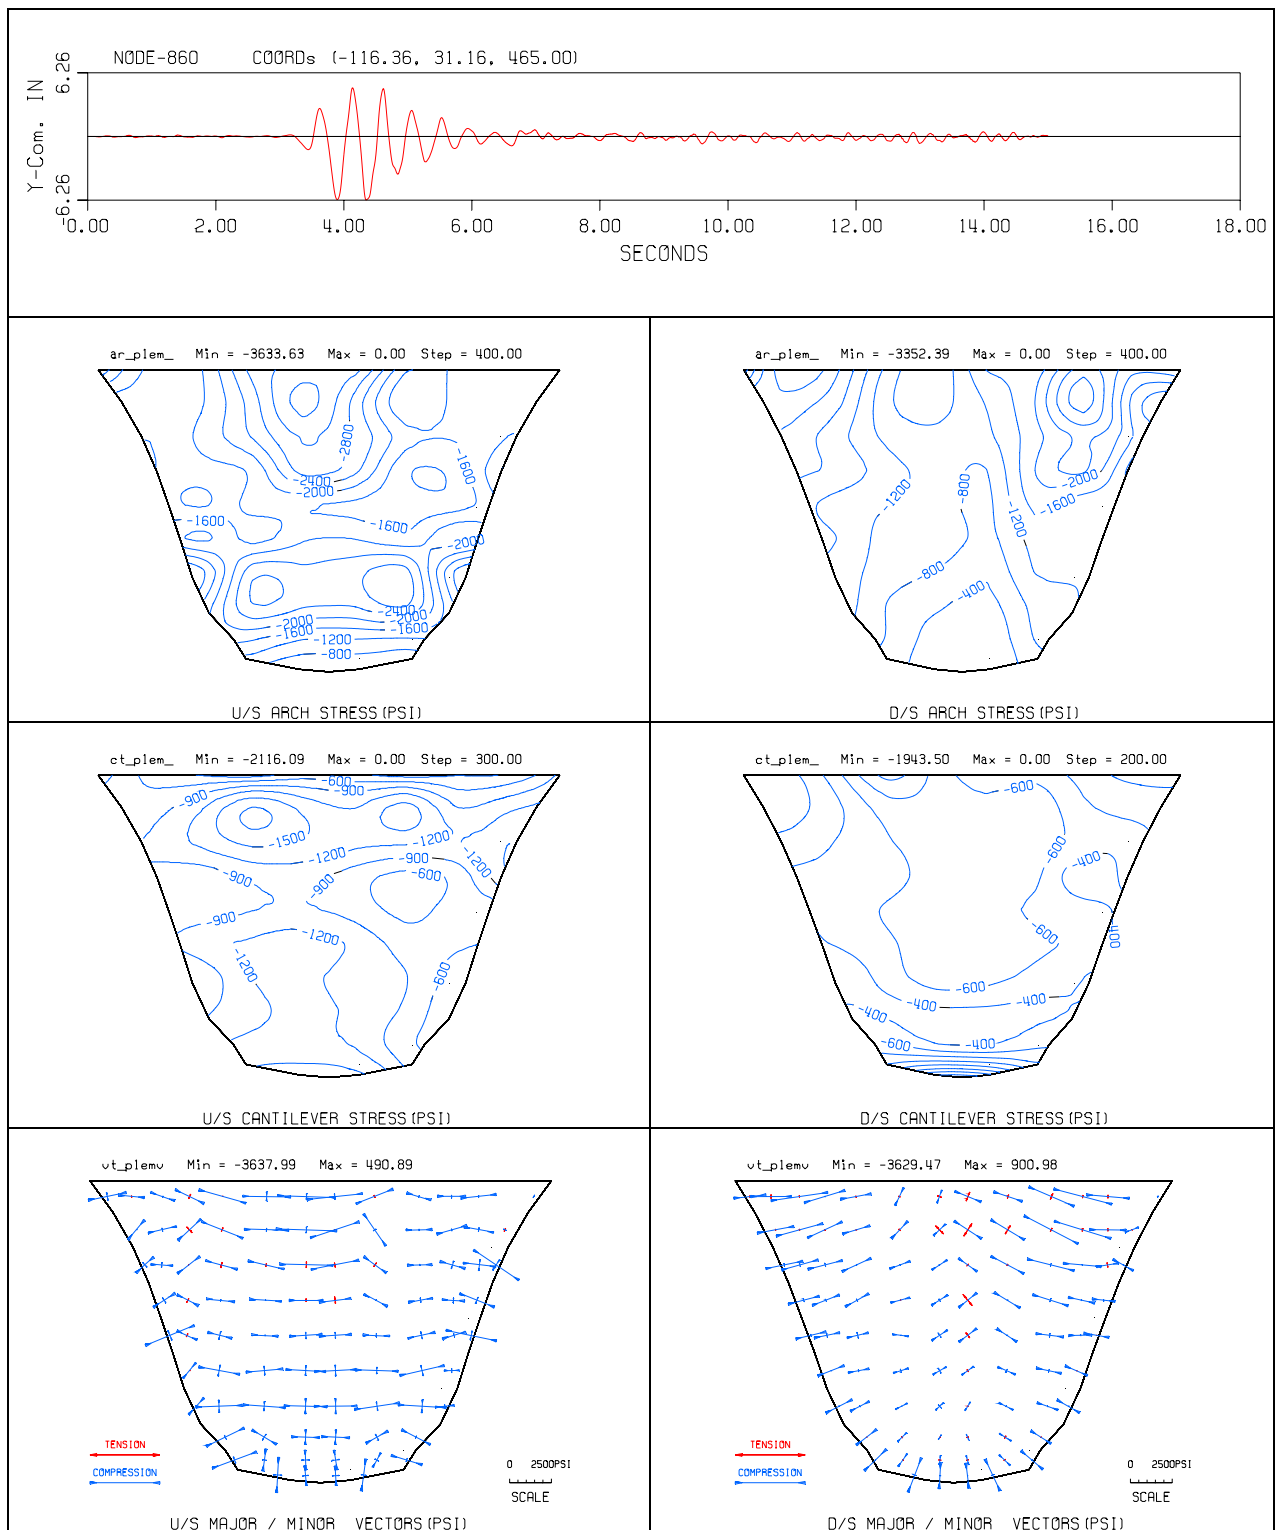 NODE-860 COORDs (-116.36, 31.16, 465.00)
6.26
Y-Com. IN
-6.26
-0.00 2.00 4.00 6.00 8.00 10.00 12.00 14.00 16.00 18.00
SECONDS
ar_plem_ Min = -3633.63 Max = 0.00 Step = 400.00
-2800
-2400
-2000
-1600
-1600
-1600
-2000
-2400
-2000
-2000
-1600
-1600
-1200
-800
U/S ARCH STRESS(PSI)
ar_plem_ Min = -3352.39 Max = 0.00 Step = 400.00
-2000
-1600
-1200
-800
-1200
-800
-400
D/S ARCH STRESS(PSI)
ct_plem_ Min = -2116.09 Max = 0.00 Step = 300.00
-600
-900
-900
-1500
-1200
-1200
-900
-1200
-900
-900
-600
-900
-1200
-1200
-600
U/S CANTILEVER STRESS(PSI)
ct_plem_ Min = -1943.50 Max = 0.00 Step = 200.00
-600
-600
-400
-600
-400
-600
-400
-400
-400
-600
-400
D/S CANTILEVER STRESS(PSI)
vt_plemv Min = -3637.99 Max = 490.89
TENSION
COMPRESSION
0 2500PSI
SCALE
U/S MAJOR / MINOR VECTORS(PSI)
vt_plemv Min = -3629.47 Max = 900.98
TENSION
COMPRESSION
0 2500PSI
SCALE
D/S MAJOR / MINOR VECTORS(PSI)